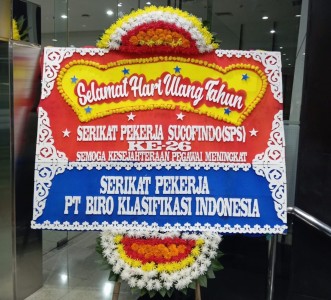 Selamat Hari Ulang Tahun
SERIKAT PEKERJA SUCOFINDO(SPS)
KE-26
SEMOGA KESEJAHTERAAN PEGAWAI MENINGKAT
SERIKAT PEKERJA
PT BIRO KLASIFIKASI INDONESIA